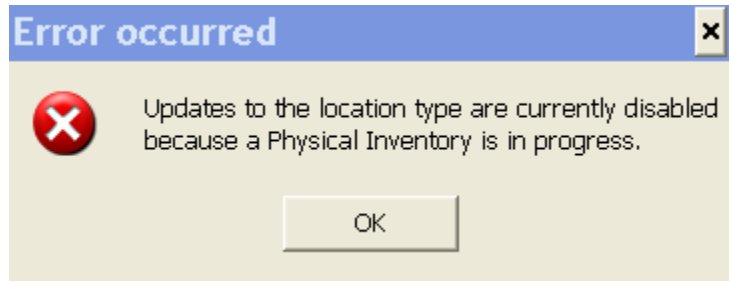 Error occurred
Updates to the location type are currently disabled
because a Physical Inventory is in progress.
OK